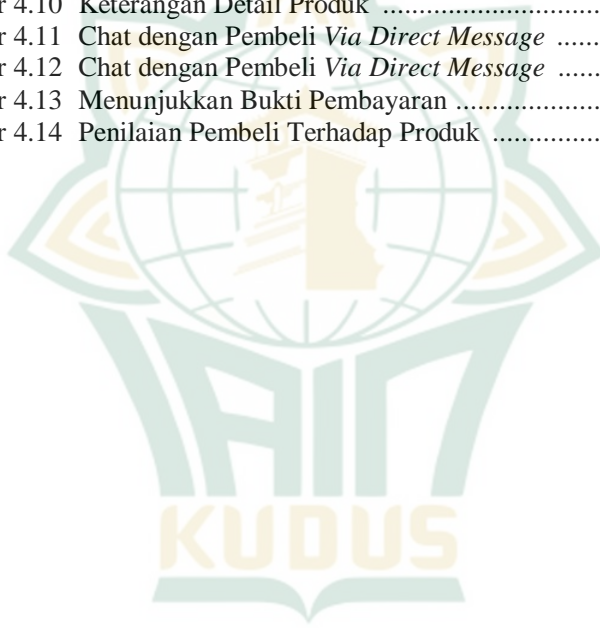 r 4.10 Keterangan Detail Produk ................................
r 4.11 Chat dengan Pembeli Via Direct Message ......
r 4.12 Chat dengan Pembeli Via Direct Message ......
r 4.13 Menunjukkan Bukti Pembayaran .....................
r 4.14 Penilaian Pembeli Terhadap Produk ...............
IAIN
KUDUS